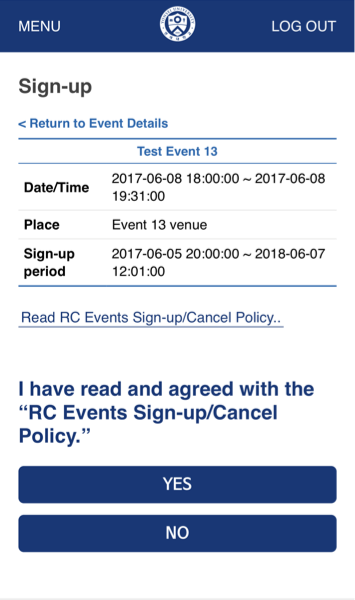 MENU
LOG OUT
Sign-up
< Return to Event Details
Test Event 13
Date/Time
2017-06-08 18:00:00 ~ 2017-06-08
19:31:00
Place
Event 13 venue
Sign-up
period
2017-06-05 20:00:00 ~ 2018-06-07
12:01:00
Read RC Events Sign-up/Cancel Policy..
I have read and agreed with the
“RC Events Sign-up/Cancel
Policy.”
YES
NO